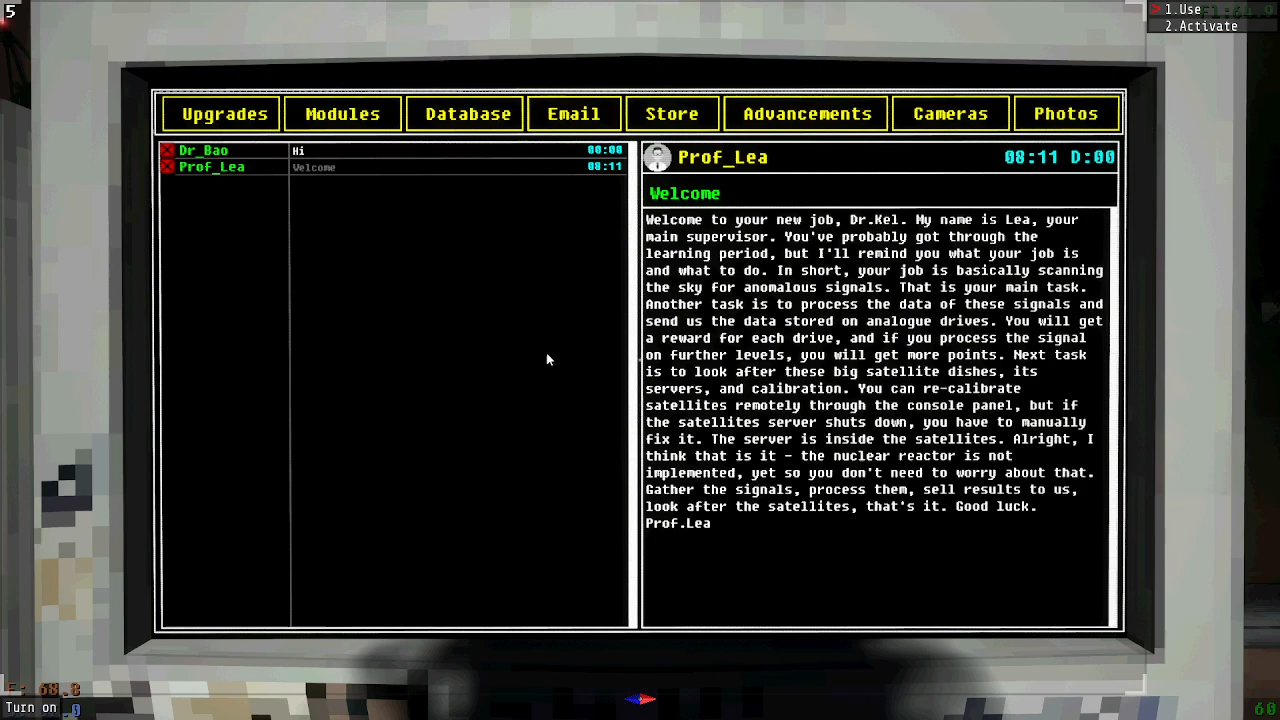 5
1.Use
2.Activate
Upgrades Modules Database Email Store Advancements Cameras Photos
Dr_Bao Hi 00:00
Prof_Lea Welcome 08:11
Prof_Lea 08:11 D:00
Welcome
Welcome to your new job, Dr.Kel. My name is Lea, your
main supervisor. You've probably got through the
learning period, but I'll remind you what your job is
and what to do. In short, your job is basically scanning
the sky for anomalous signals. That is your main task.
Another task is to process the data of these signals and
send us the data stored on analogue drives. You will get
a reward for each drive, and if you process the signal
on further levels, you will get more points. Next task
is to look after these big satellite dishes, its
servers, and calibration. You can re-calibrate
satellites remotely through the console panel, but if
the satellites server shuts down, you have to manually
fix it. The server is inside the satellites. Alright, I
think that is it - the nuclear reactor is not
implemented, yet so you don't need to worry about that.
Gather the signals, process them, sell results to us,
look after the satellites, that's it. Good luck.
Prof.Lea
Turn on
60